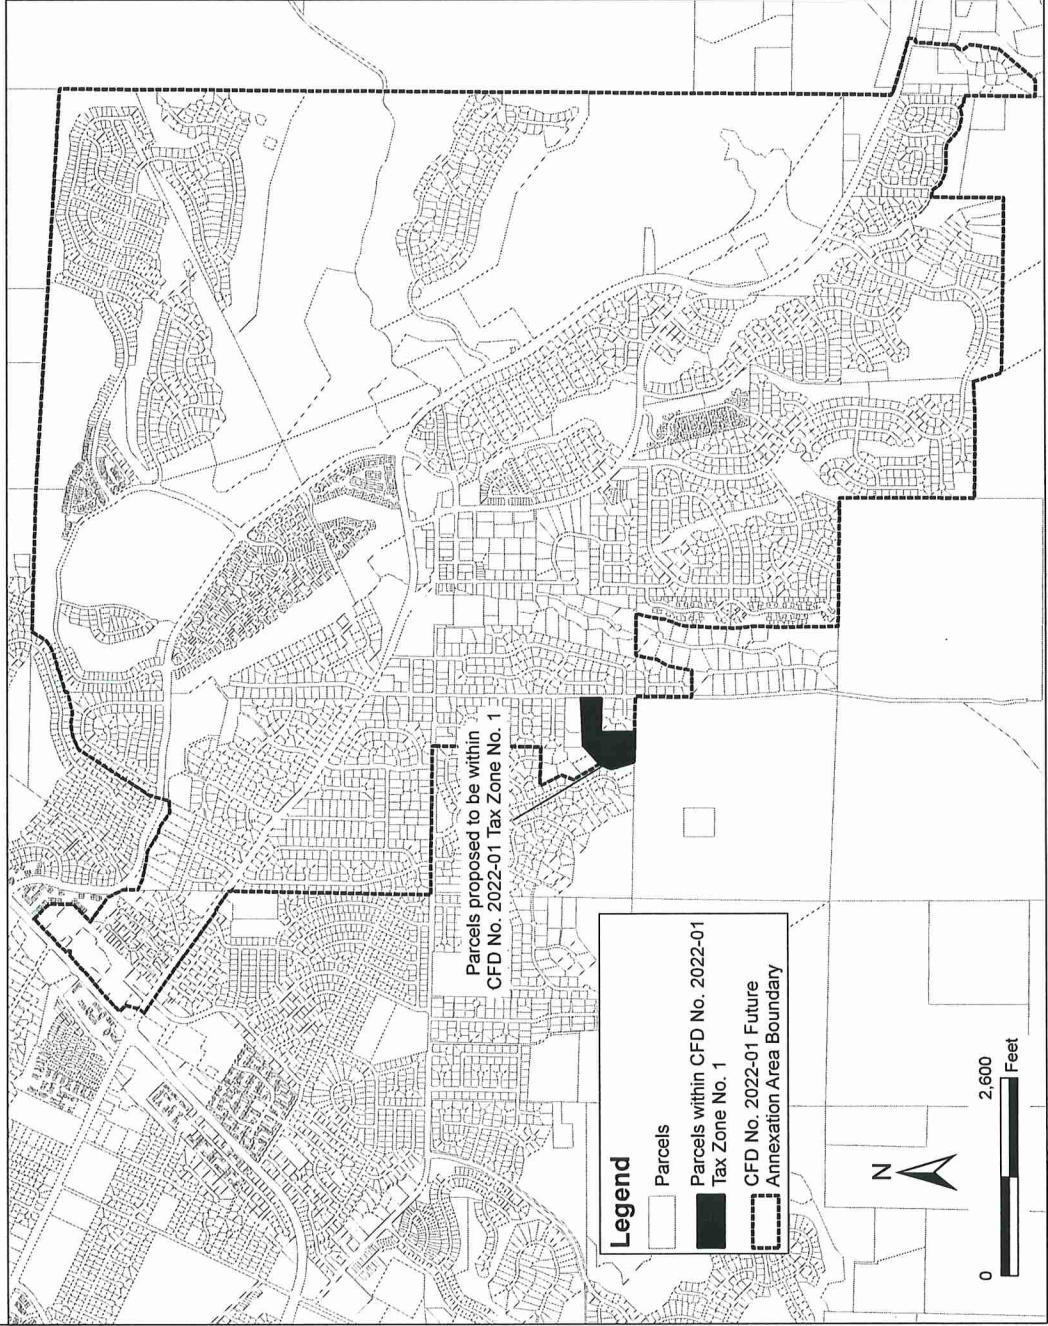 Parcels proposed to be within
CFD No. 2022-01 Tax Zone No. 1
Legend
Parcels
Parcels within CFD No. 2022-01
Tax Zone No. 1
CFD No. 2022-01 Future
Annexation Area Boundary
N
0
2,600
Feet